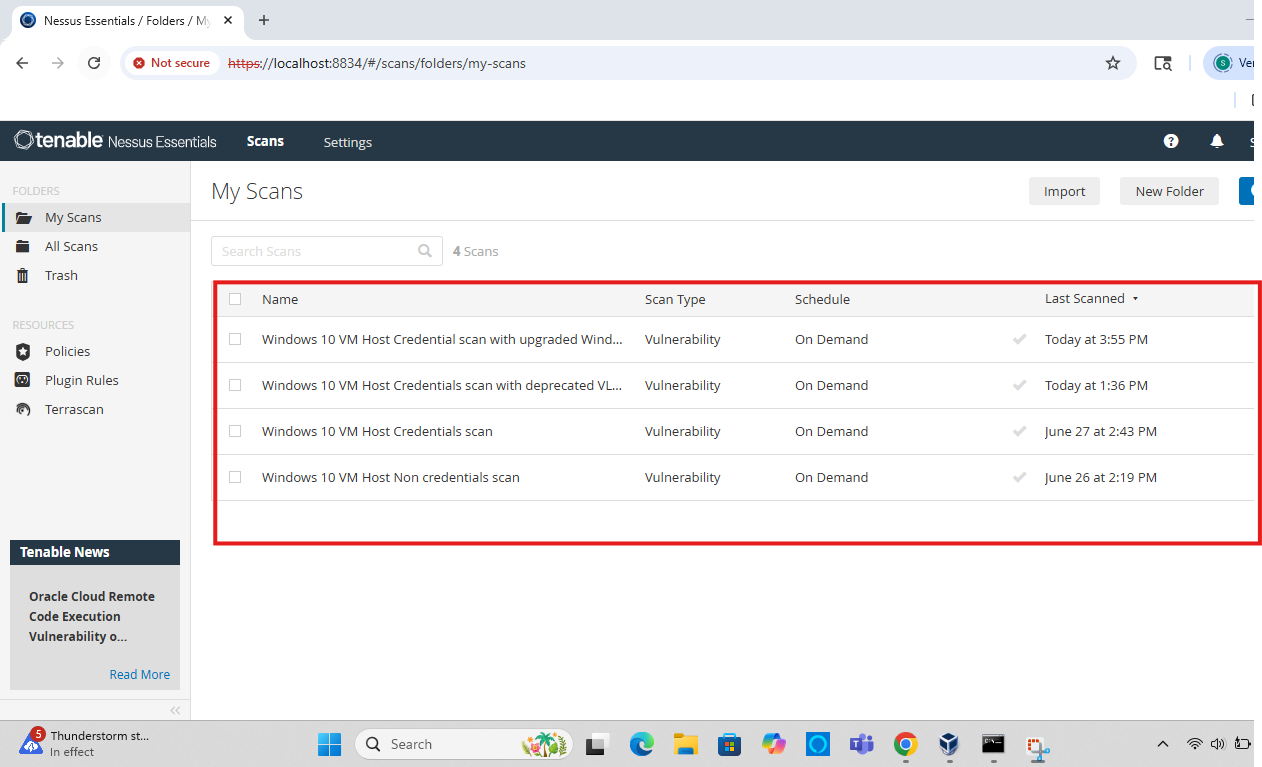 Nessus Essentials / Folders / My
Not secure https://localhost:8834/#/scans/folders/my-scans
S Ver
tenable Nessus Essentials Scans Settings
FOLDERS
My Scans
All Scans
Trash
RESOURCES
Policies
Plugin Rules
Terrascan
Tenable News
Oracle Cloud Remote
Code Execution
Vulnerability o...
Read More
My Scans
Import New Folder
Search Scans 4 Scans
Name Scan Type Schedule Last Scanned
Windows 10 VM Host Credential scan with upgraded Wind... Vulnerability On Demand Today at 3:55 PM
Windows 10 VM Host Credentials scan with deprecated VL... Vulnerability On Demand Today at 1:36 PM
Windows 10 VM Host Credentials scan Vulnerability On Demand June 27 at 2:43 PM
Windows 10 VM Host Non credentials scan Vulnerability On Demand June 26 at 2:19 PM
5
Thunderstorm st...
In effect
Search